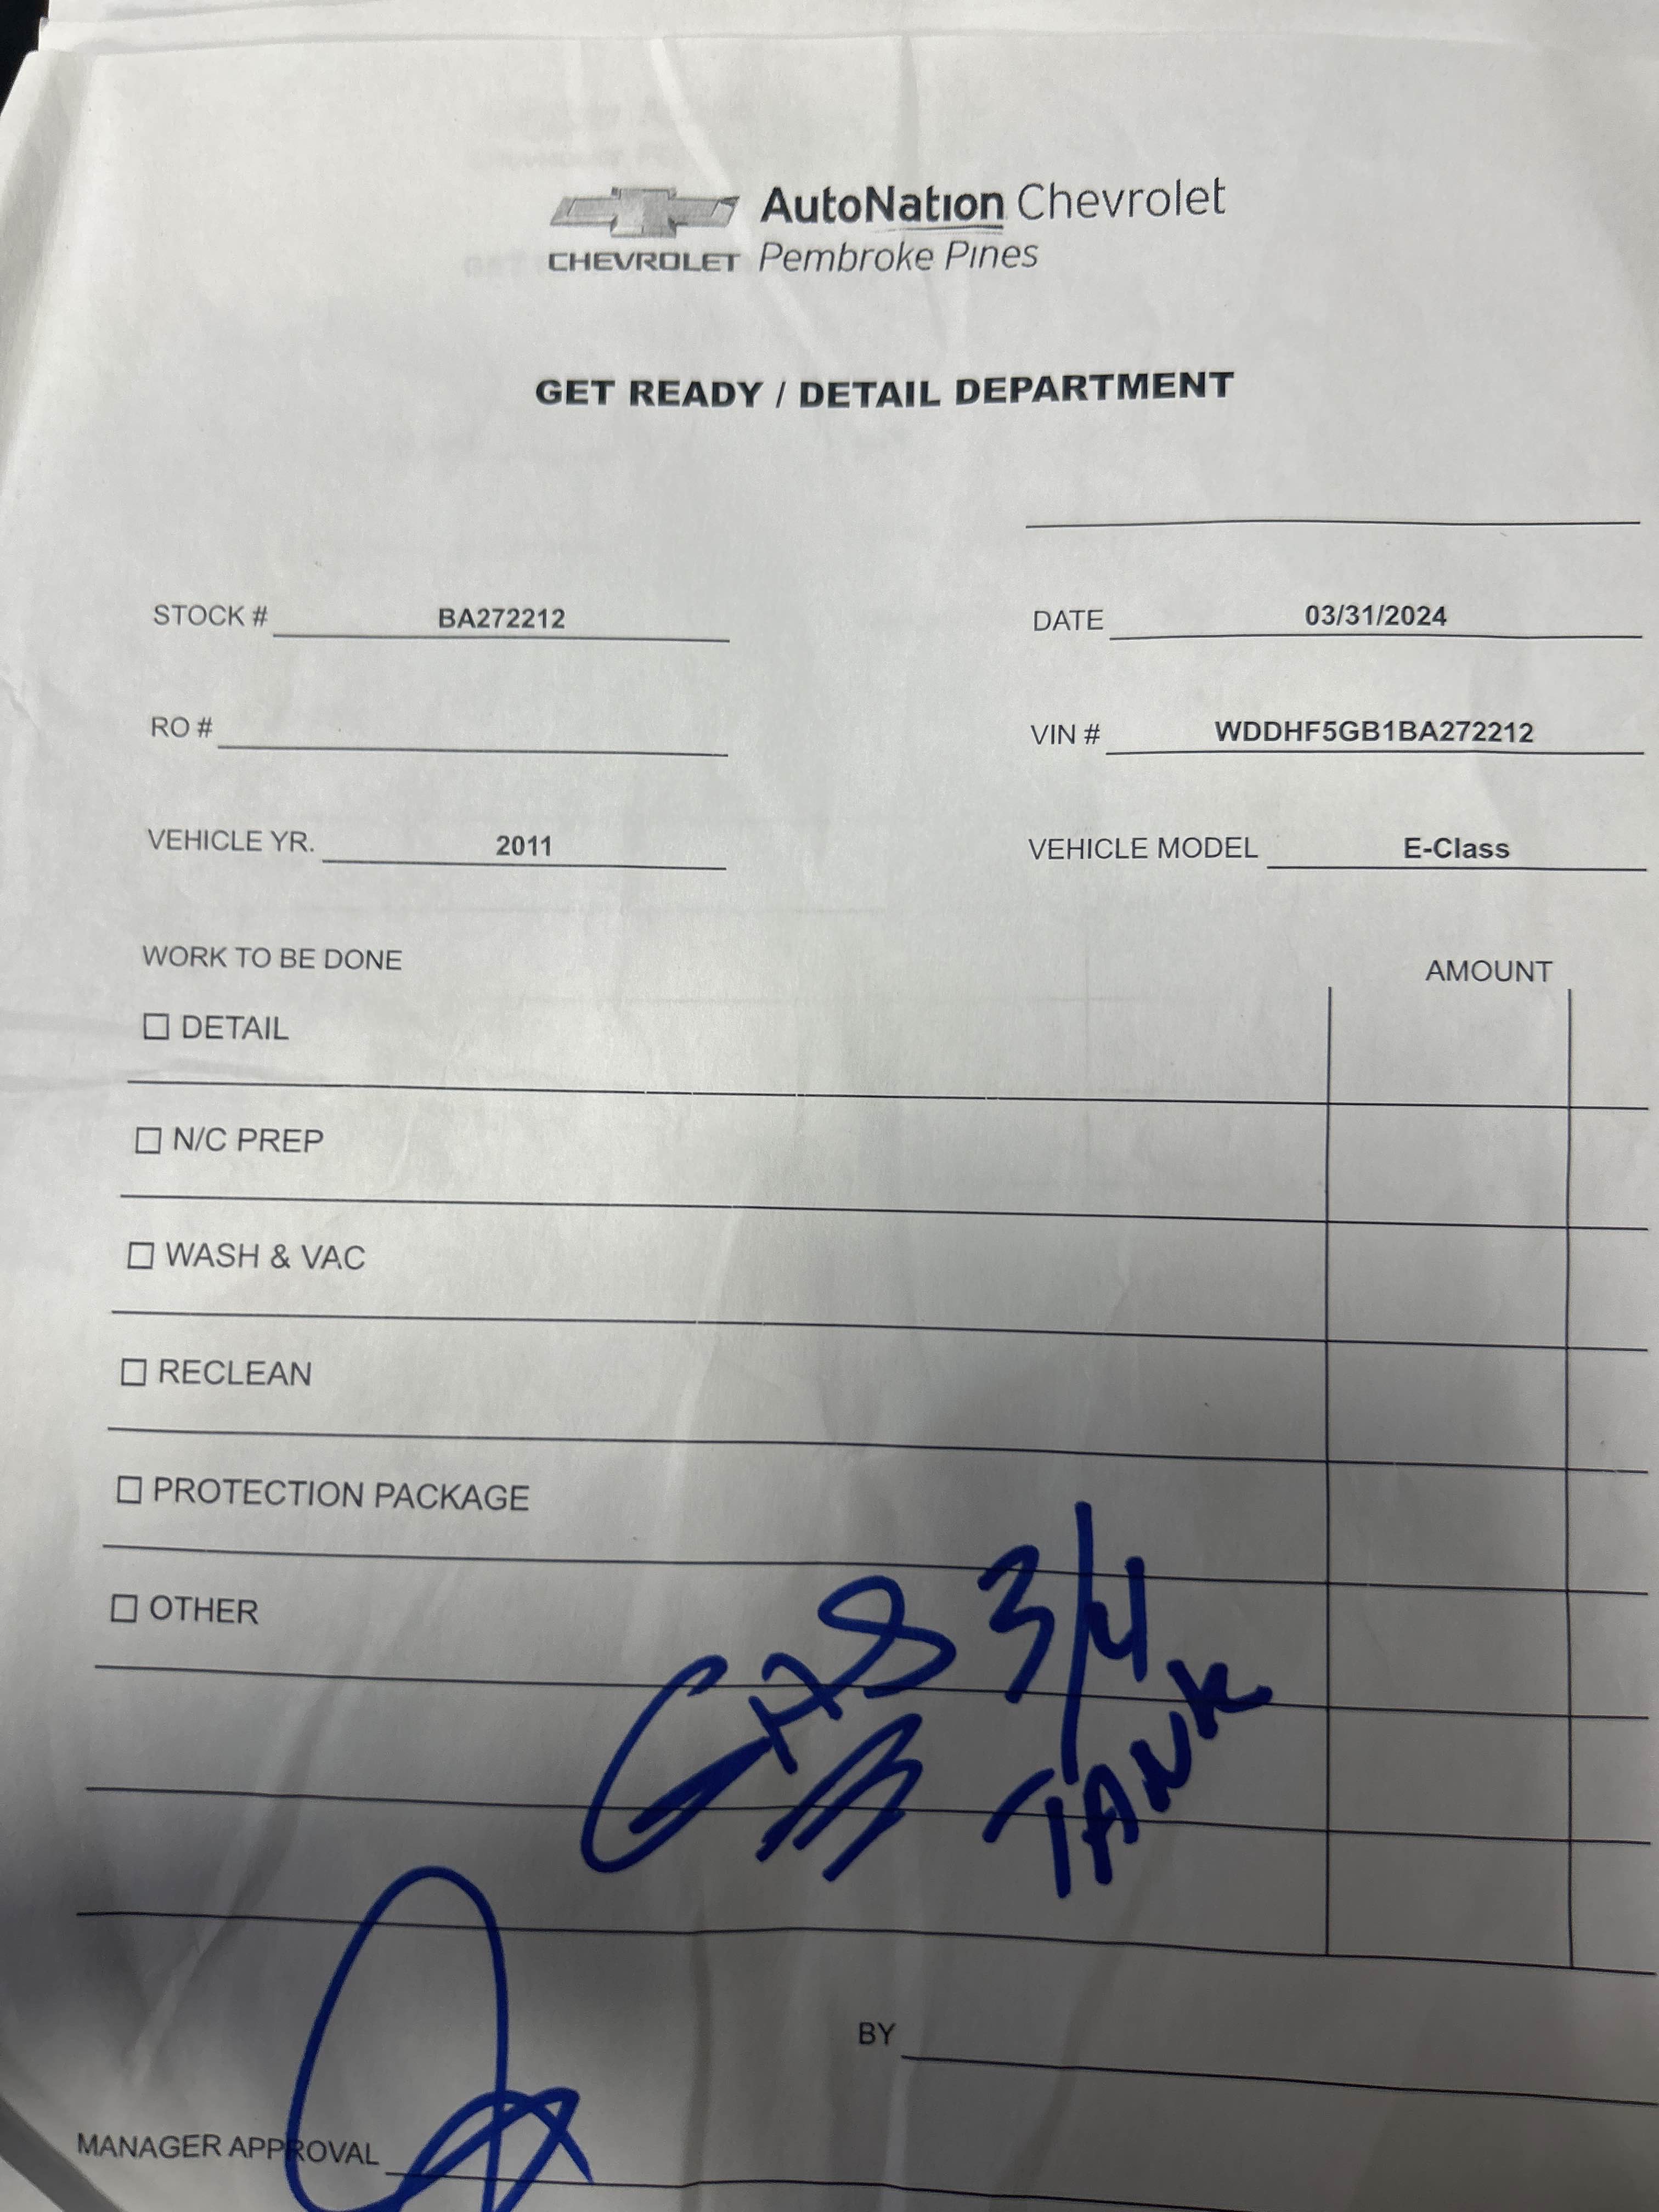 AutoNation Chevrolet
CHEVROLET Pembroke Pines
GET READY / DETAIL DEPARTMENT
STOCK # BA272212
DATE 03/31/2024
RO #
VIN # WDDHF5GB1BA272212
VEHICLE YR. 2011
VEHICLE MODEL E-Class
WORK TO BE DONE
AMOUNT
☐ DETAIL
☐ N/C PREP
☐ WASH & VAC
☐ RECLEAN
☐ PROTECTION PACKAGE
☐ OTHER
GAS 3/4
TANK
BY
MANAGER APPROVAL